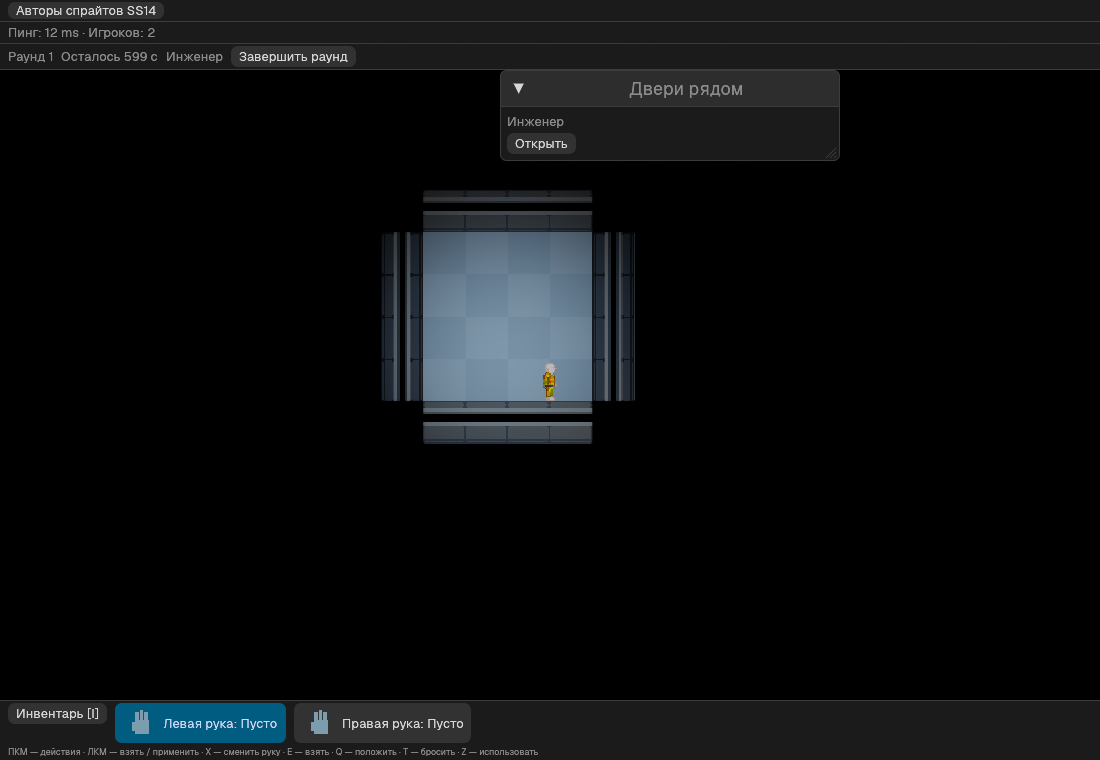 Авторы спрайтов SS14
Пинг: 12 ms · Игроков: 2
Раунд 1 Осталось 599 с Инженер Завершить раунд
▼ Двери рядом
Инженер
Открыть
Инвентарь [I] Левая рука: Пусто Правая рука: Пусто
ПКМ — действия · ЛКМ — взять / применить · X — сменить руку · E — взять · Q — положить · T — бросить · Z — использовать